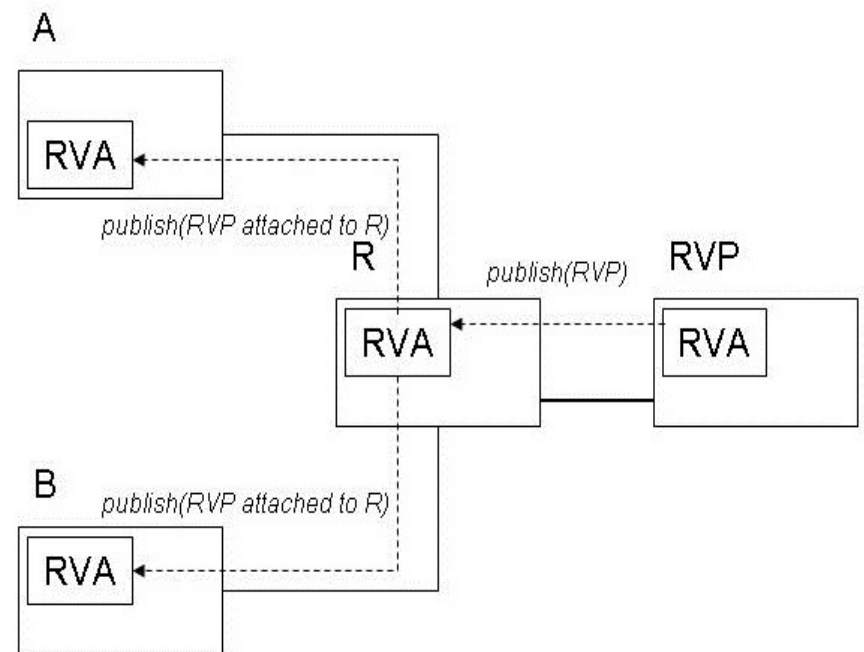 A
RVA
publish(RVP attached to R)
R
publish(RVP)
RVP
RVA
RVA
B
publish(RVP attached to R)
RVA